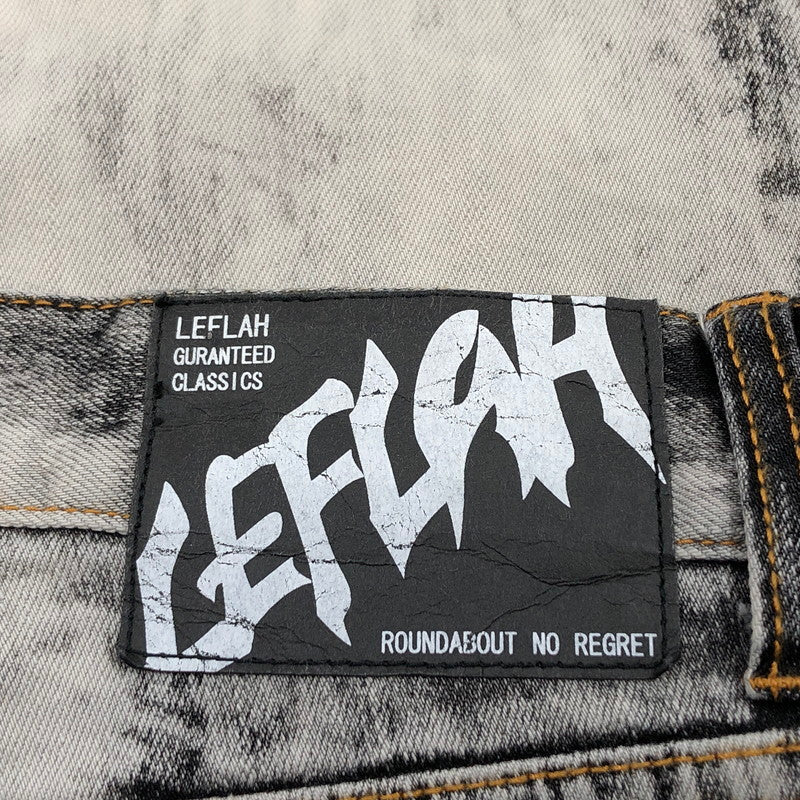 LEFLAH
GURANTEED
CLASSICS
LEFLAH
ROUNDABOUT NO REGRET